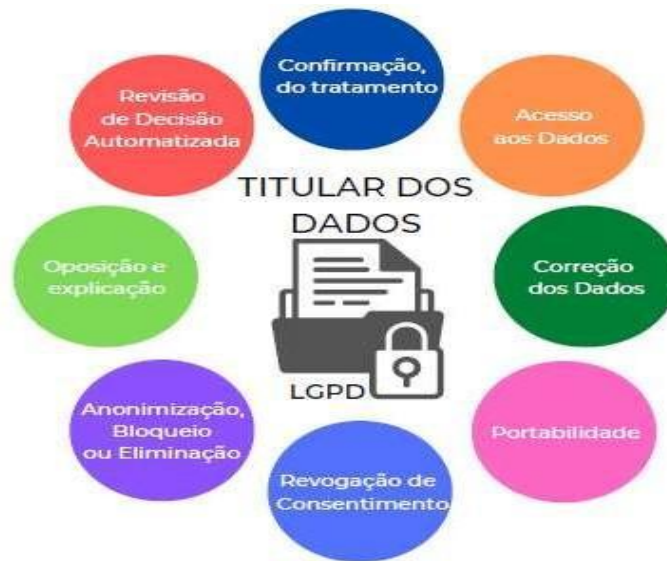 Confirmação,
do tratamento
Acesso
aos Dados
Correção
dos Dados
Portabilidade
Revogação de
Consentimento
Anonimização,
Bloqueio
ou Eliminação
Oposição e
explicação
Revisão
de Decisão
Automatizada
TITULAR DOS
DADOS
LGPD